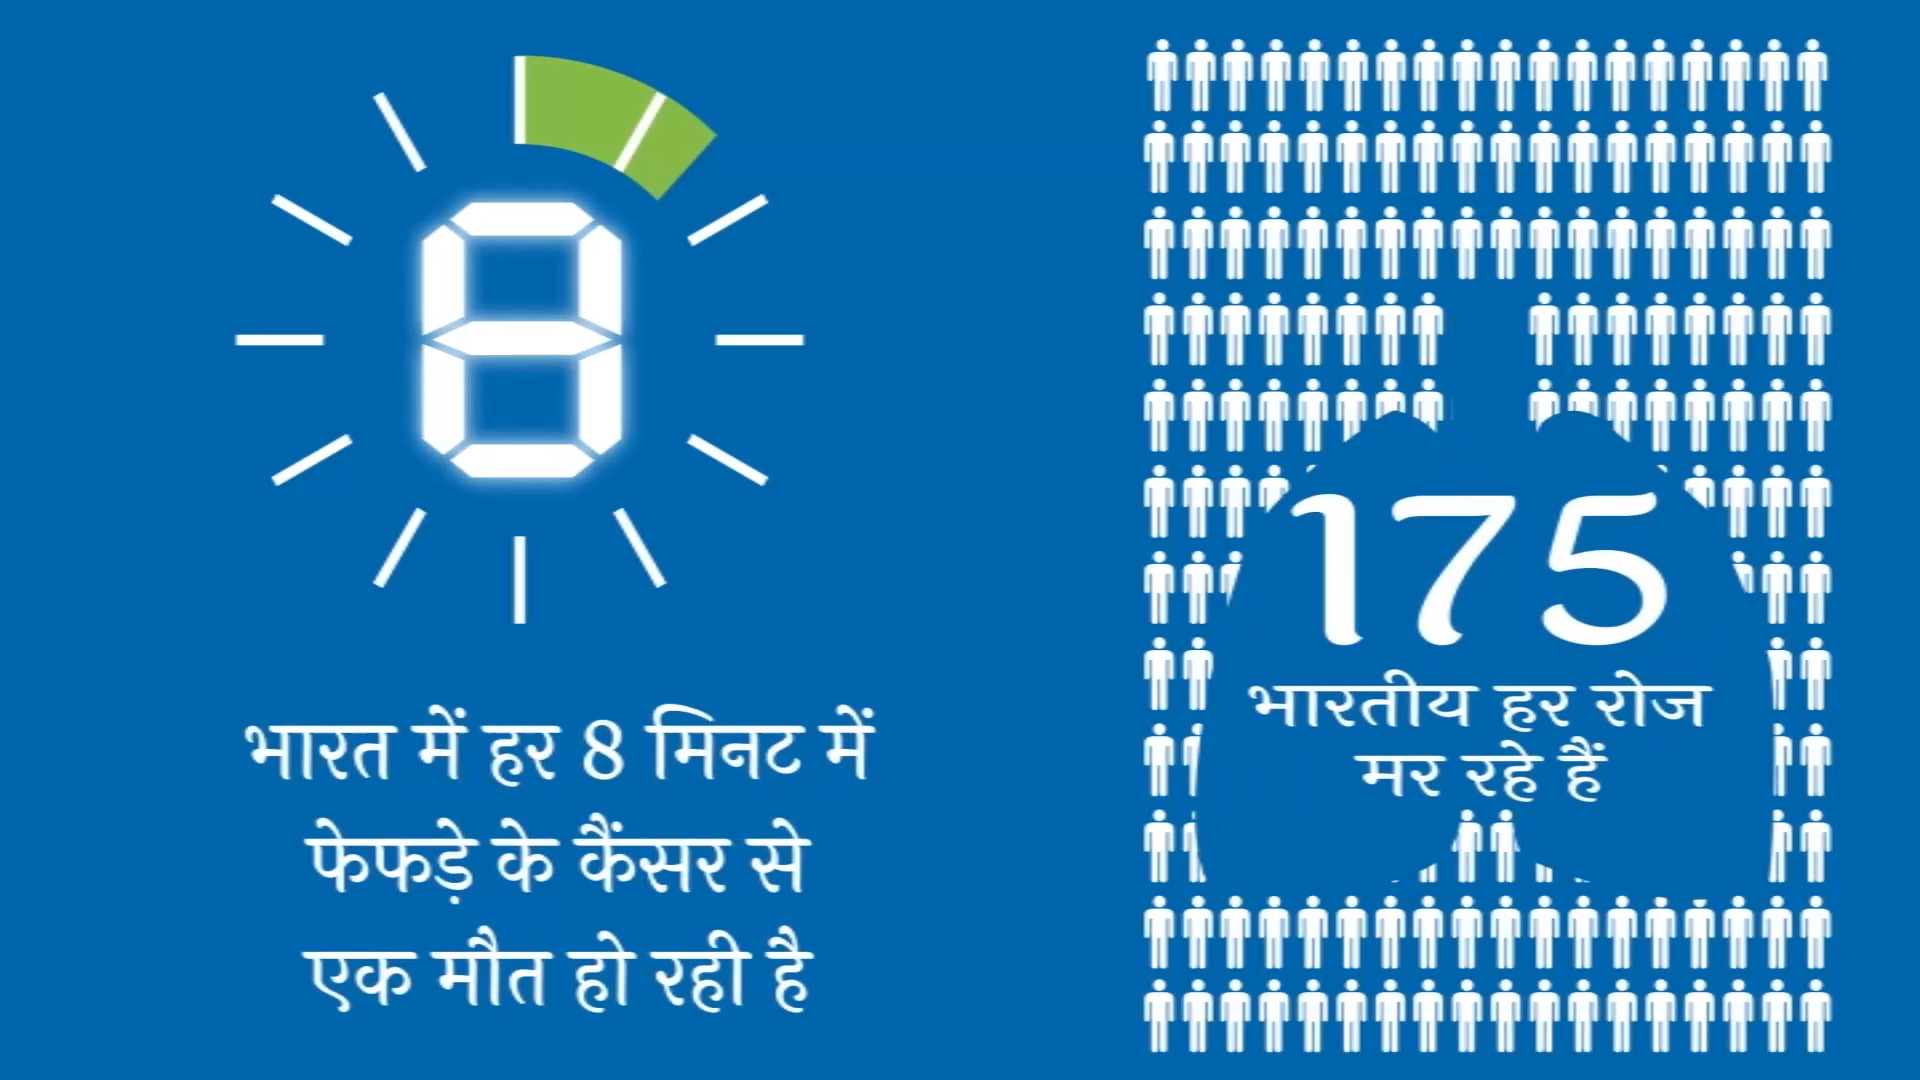 8
भारत में हर 8 मिनट में
फेफड़े के कैंसर से
एक मौत हो रही है
175
भारतीय हर रोज
मर रहे हैं